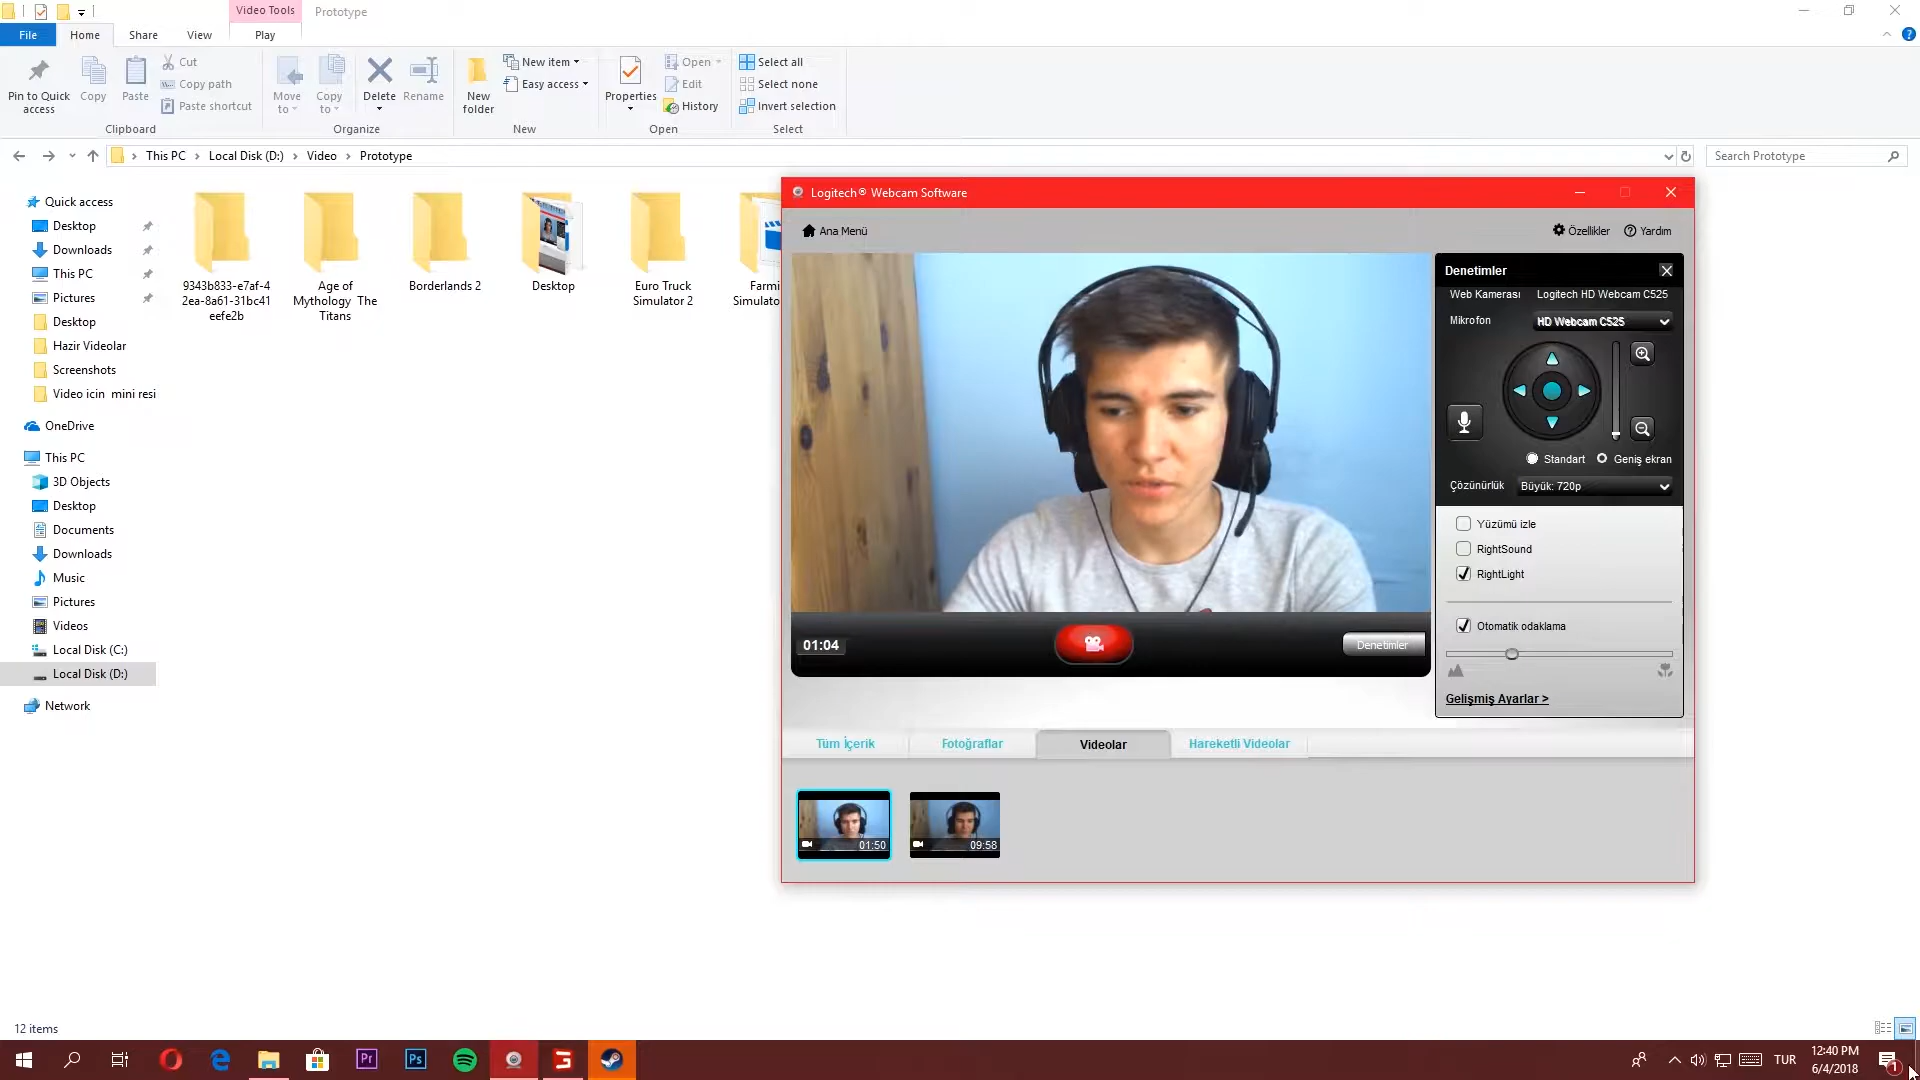 Video Tools
Prototype
File
Home
Share
View
Play
Pin to Quick
access
Copy
Paste
Cut
Copy path
Paste shortcut
Clipboard
Move
to
Copy
to
Delete
Rename
Organize
New
folder
New item
Easy access
New
Properties
Open
Edit
History
Open
Select all
Select none
Invert selection
Select
This PC > Local Disk (D:) > Video > Prototype
Search Prototype
Quick access
Desktop
Downloads
This PC
Pictures
Desktop
Hazir Videolar
Screenshots
Video icin mini resi
OneDrive
This PC
3D Objects
Desktop
Documents
Downloads
Music
Pictures
Videos
Local Disk (C:)
Local Disk (D:)
Network
9343b833-e7af-4
2ea-8a61-31bc41
eefe2b
Age of
Mythology The
Titans
Borderlands 2
Desktop
Euro Truck
Simulator 2
Farmi
Simulato
Logitech® Webcam Software
Ana Menü
Özellikler
Yardım
Denetimler
Web Kamerası
Logitech HD Webcam C525
Mikrofon
HD Webcam C525
Standart
Geniş ekran
Çözünürlük
Büyük: 720p
Yüzümü izle
RightSound
RightLight
Otomatik odaklama
Gelişmiş Ayarlar >
01:04
Denetimler
Tüm İçerik
Fotoğraflar
Videolar
Hareketli Videolar
01:50
09:58
12 items
Pr
Ps
TUR
12:40 PM
6/4/2018
1